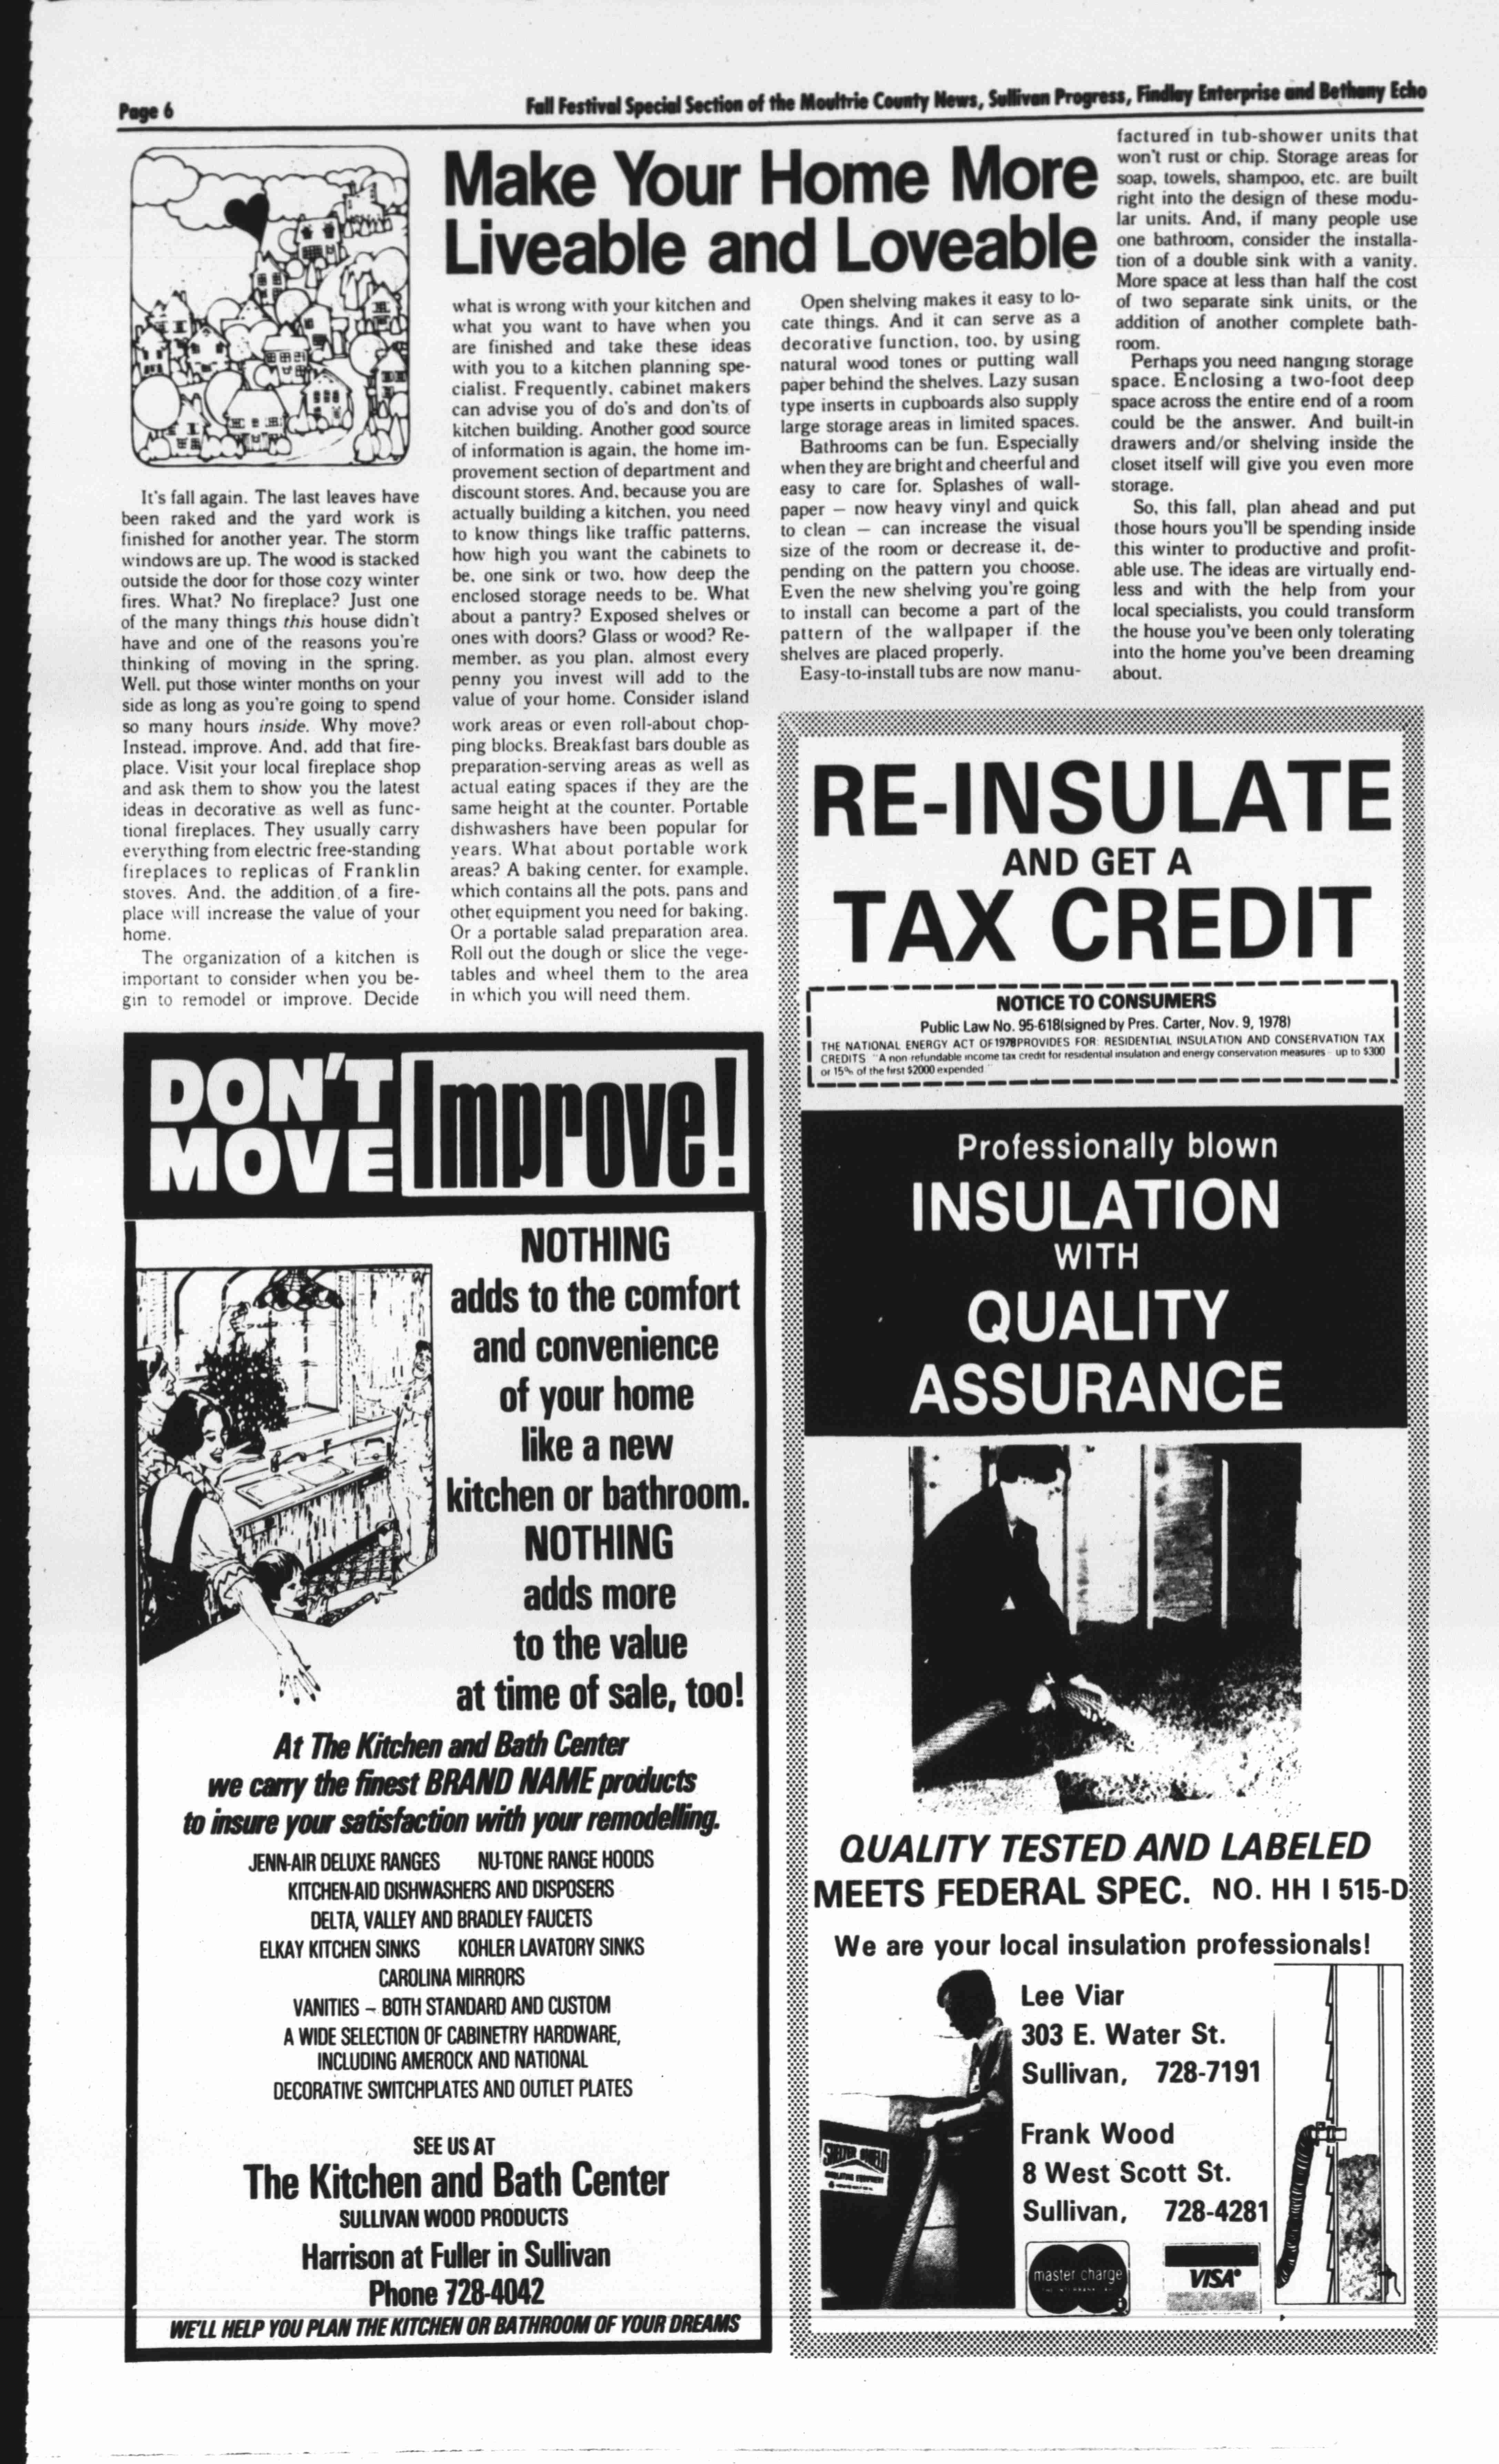 Page 6
Fall Festival Special Section of the Moultrie County News, Sullivan Progress, Findlay Enterprise and Bethany Echo
Make Your Home More
Liveable and Loveable
It's fall again. The last leaves have
been raked and the yard work is
finished for another year. The storm
windows are up. The wood is stacked
outside the door for those cozy winter
fires. What? No fireplace? Just one
of the many things this house didn't
have and one of the reasons you're
thinking of moving in the spring.
Well, put those winter months on your
side as long as you're going to spend
so many hours inside. Why move?
Instead, improve. And, add that fire-
place. Visit your local fireplace shop
and ask them to show you the latest
ideas in decorative as well as func-
tional fireplaces. They usually carry
everything from electric free-standing
fireplaces to replicas of Franklin
stoves. And, the addition of a fire-
place will increase the value of your
home.
The organization of a kitchen is
important to consider when you be-
gin to remodel or improve. Decide
what is wrong with your kitchen and
what you want to have when you
are finished and take these ideas
with you to a kitchen planning spe-
cialist. Frequently, cabinet makers
can advise you of do's and don'ts of
kitchen building. Another good source
of information is again, the home im-
provement section of department and
discount stores. And, because you are
actually building a kitchen, you need
to know things like traffic patterns,
how high you want the cabinets to
be, one sink or two, how deep the
enclosed storage needs to be. What
about a pantry? Exposed shelves or
ones with doors? Glass or wood? Re-
member, as you plan, almost every
penny you invest will add to the
value of your home. Consider island
work areas or even roll-about chop-
ping blocks. Breakfast bars double as
preparation-serving areas as well as
actual eating spaces if they are the
same height at the counter. Portable
dishwashers have been popular for
years. What about portable work
areas? A baking center, for example,
which contains all the pots, pans and
other equipment you need for baking.
Or a portable salad preparation area.
Roll out the dough or slice the vege-
tables and wheel them to the area
in which you will need them.
Open shelving makes it easy to lo-
cate things. And it can serve as a
decorative function, too, by using
natural wood tones or putting wall
paper behind the shelves. Lazy susan
type inserts in cupboards also supply
large storage areas in limited spaces.
Bathrooms can be fun. Especially
when they are bright and cheerful and
easy to care for. Splashes of wall-
paper — now heavy vinyl and quick
to clean — can increase the visual
size of the room or decrease it, de-
pending on the pattern you choose.
Even the new shelving you're going
to install can become a part of the
pattern of the wallpaper if the
shelves are placed properly.
Easy-to-install tubs are now manu-
factured in tub-shower units that
won't rust or chip. Storage areas for
soap, towels, shampoo, etc. are built
right into the design of these modu-
lar units. And, if many people use
one bathroom, consider the installa-
tion of a double sink with a vanity.
More space at less than half the cost
of two separate sink units, or the
addition of another complete bath-
room.
Perhaps you need hanging storage
space. Enclosing a two-foot deep
space across the entire end of a room
could be the answer. And built-in
drawers and/or shelving inside the
closet itself will give you even more
storage.
So, this fall, plan ahead and put
those hours you'll be spending inside
this winter to productive and profit-
able use. The ideas are virtually end-
less and with the help from your
local specialists, you could transform
the house you've been only tolerating
into the home you've been dreaming
about.
DON'T
MOVE
Improve!
NOTHING
adds to the comfort
and convenience
of your home
like a new
kitchen or bathroom.
NOTHING
adds more
to the value
at time of sale, too!
At The Kitchen and Bath Center
we carry the finest BRAND NAME products
to insure your satisfaction with your remodelling.
JENN-AIR DELUXE RANGES NU-TONE RANGE HOODS
KITCHEN-AID DISHWASHERS AND DISPOSERS
DELTA, VALLEY AND BRADLEY FAUCETS
ELKAY KITCHEN SINKS KOHLER LAVATORY SINKS
CAROLINA MIRRORS
VANITIES – BOTH STANDARD AND CUSTOM
A WIDE SELECTION OF CABINETRY HARDWARE,
INCLUDING AMEROCK AND NATIONAL
DECORATIVE SWITCHPLATES AND OUTLET PLATES
SEE US AT
The Kitchen and Bath Center
SULLIVAN WOOD PRODUCTS
Harrison at Fuller in Sullivan
Phone 728-4042
WE'LL HELP YOU PLAN THE KITCHEN OR BATHROOM OF YOUR DREAMS
RE-INSULATE
AND GET A
TAX CREDIT
NOTICE TO CONSUMERS
Public Law No. 95-618(signed by Pres. Carter, Nov. 9, 1978)
THE NATIONAL ENERGY ACT OF 1978 PROVIDES FOR: RESIDENTIAL INSULATION AND CONSERVATION TAX
CREDITS "A non refundable income tax credit for residential insulation and energy conservation measures - up to $300
or 15% of the first $2000 expended."
Professionally blown
INSULATION
WITH
QUALITY
ASSURANCE
QUALITY TESTED AND LABELED
MEETS FEDERAL SPEC. NO. HH I 515-D
We are your local insulation professionals!
Lee Viar
303 E. Water St.
Sullivan, 728-7191
Frank Wood
8 West Scott St.
Sullivan, 728-4281
SHELTER SHIELD
INSULATING EQUIPMENT
master charge
VISA